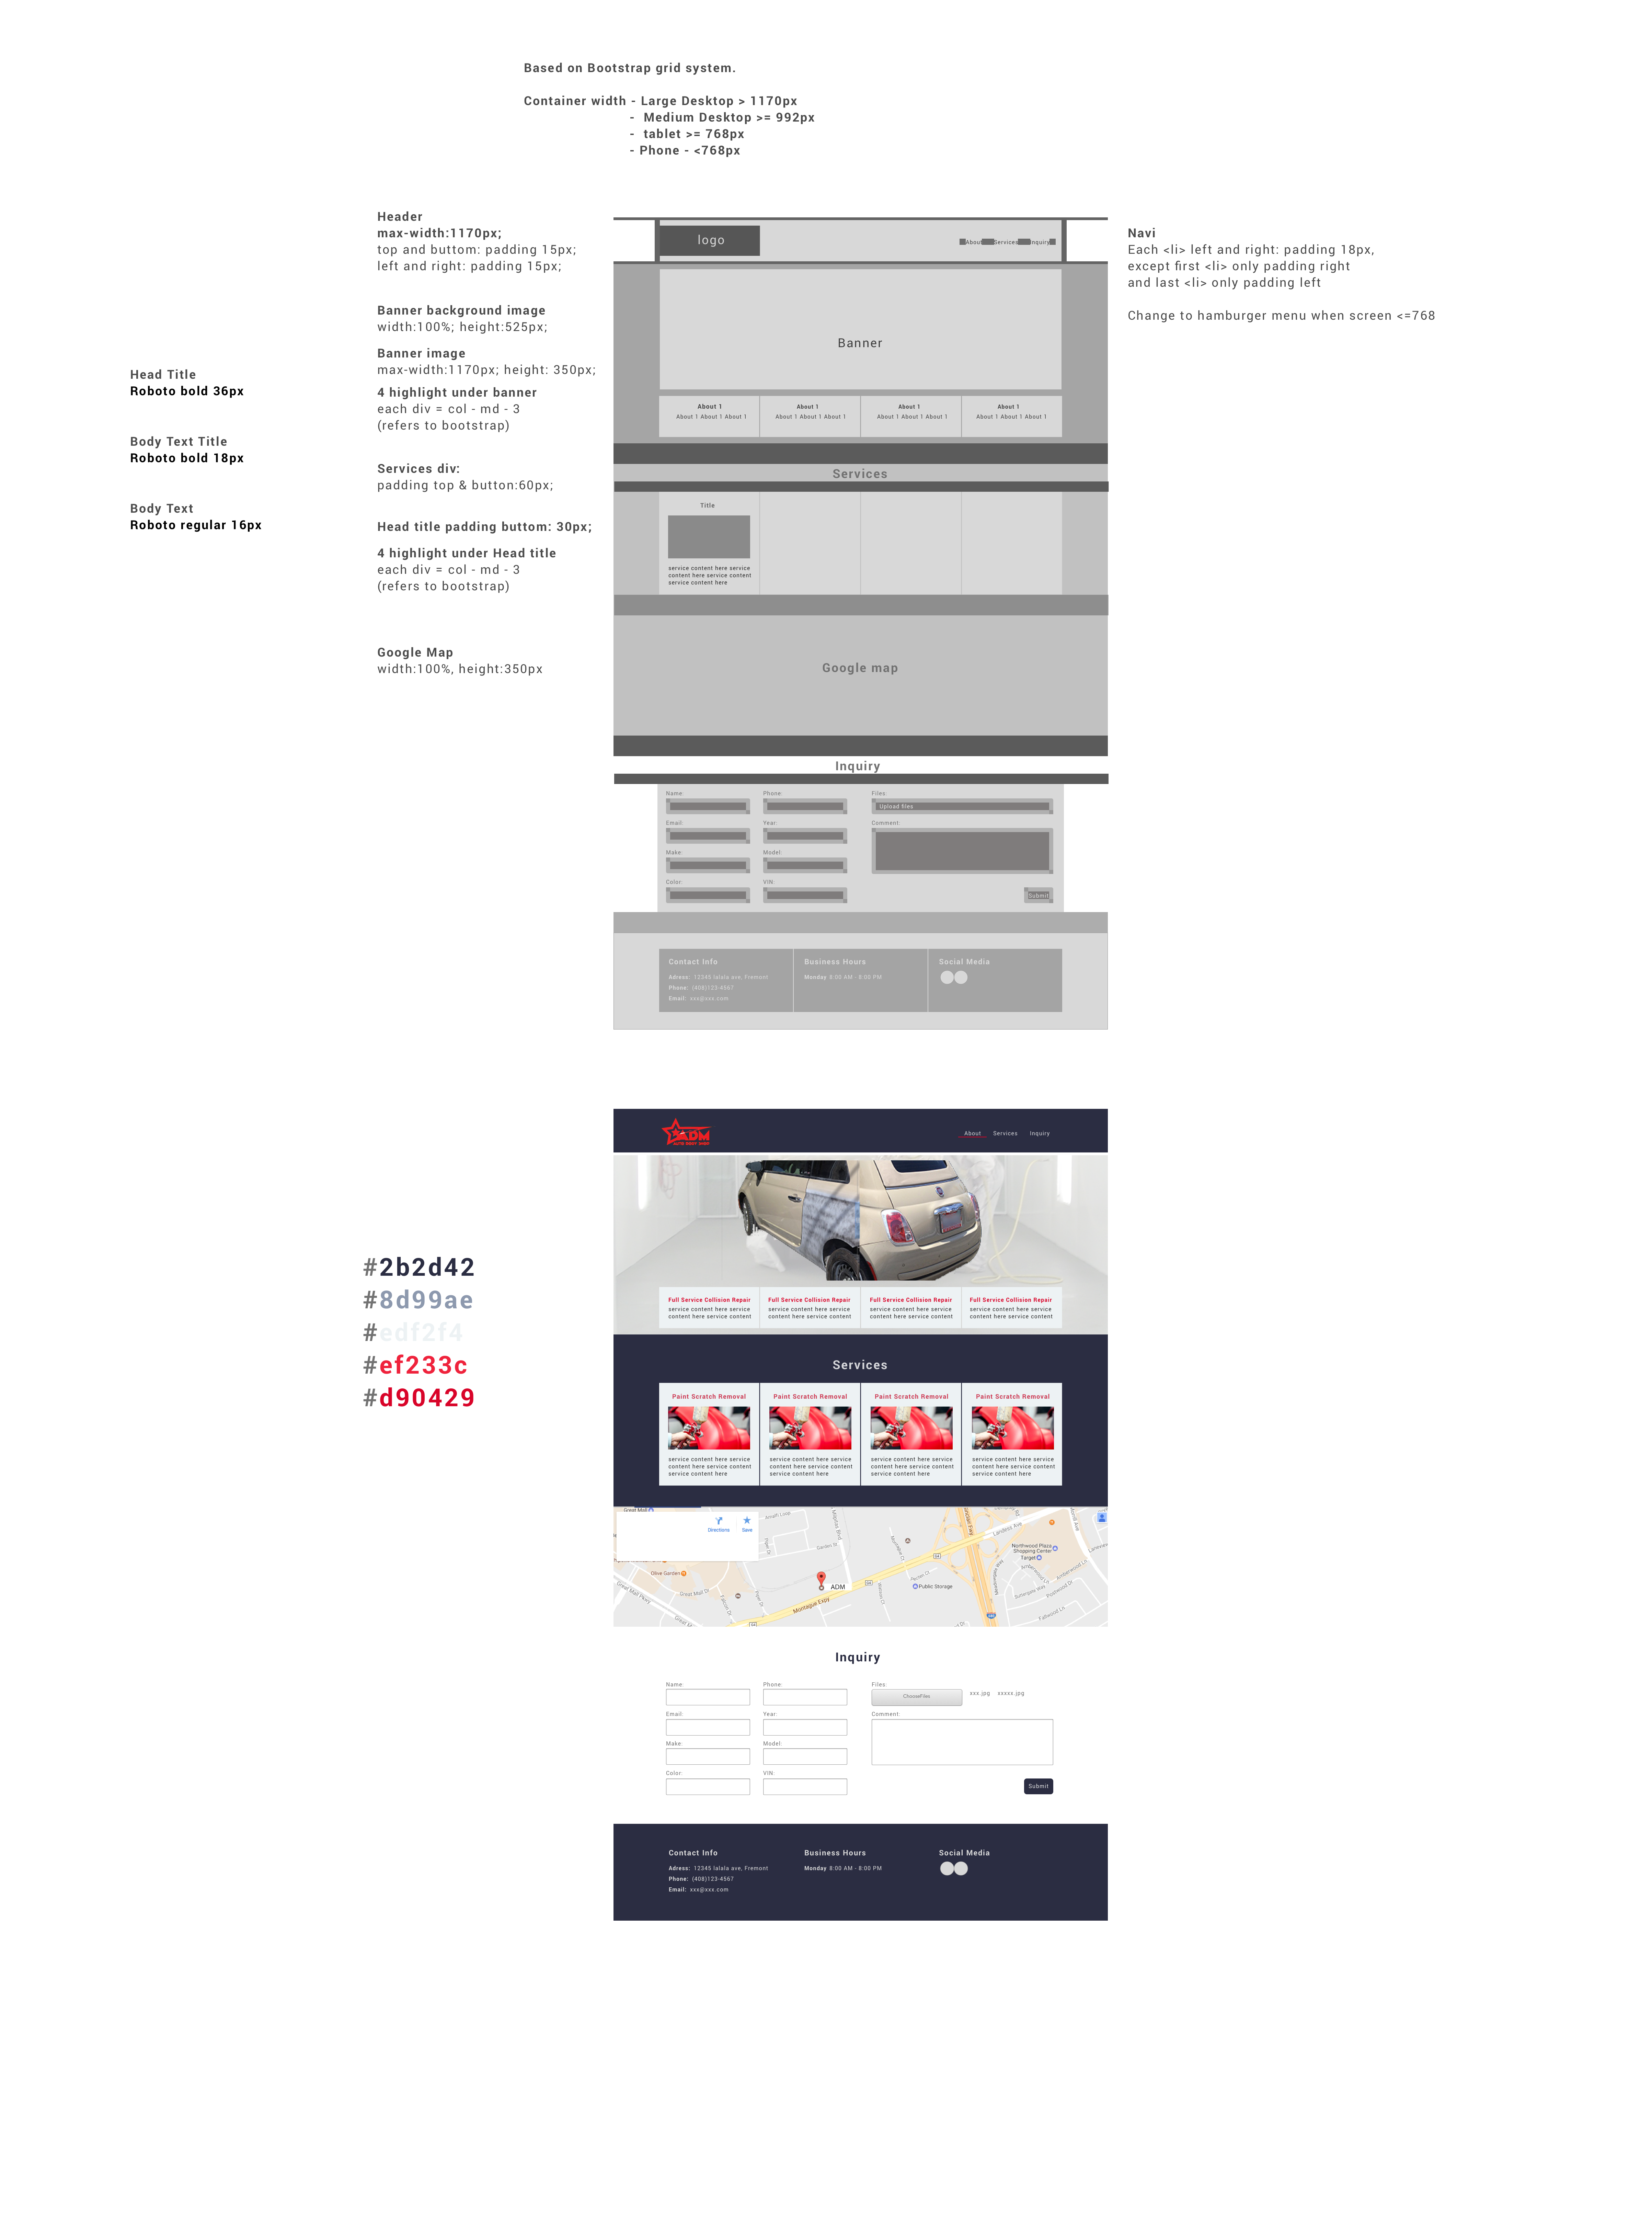 Based on Bootstrap grid system.
Container width - Large Desktop > 1170px
- Medium Desktop >= 992px
- tablet >= 768px
- Phone - <768px
Header
max-width:1170px;
top and buttom: padding 15px;
left and right: padding 15px;
Banner background image
width:100%; height:525px;
Banner image
max-width:1170px; height: 350px;
4 highlight under banner
each div = col - md - 3
(refers to bootstrap)
Services div:
padding top & button:60px;
Head title padding buttom: 30px;
4 highlight under Head title
each div = col - md - 3
(refers to bootstrap)
Google Map
width:100%, height:350px
Head Title
Roboto bold 36px
Body Text Title
Roboto bold 18px
Body Text
Roboto regular 16px
Navi
Each <li> left and right: padding 18px,
except first <li> only padding right
and last <li> only padding left
Change to hamburger menu when screen <=768
logo
About Services Inquiry
Banner
About 1 About 1 About 1 About 1
About 1 About 1 About 1 About 1 About 1 About 1 About 1 About 1 About 1 About 1 About 1 About 1
Services
Title
service content here service
content here service content
service content here
Google map
Inquiry
Name: Phone: Files:
Upload files
Email: Year: Comment:
Make: Model:
Color: VIN:
Submit
Contact Info Business Hours Social Media
Adress: 12345 lalala ave, Fremont Monday 8:00 AM - 8:00 PM
Phone: (408)123-4567
Email: xxx@xxx.com
#2b2d42
#8d99ae
#edf2f4
#ef233c
#d90429
ADM
About Services Inquiry
Full Service Collision Repair Full Service Collision Repair Full Service Collision Repair Full Service Collision Repair
service content here service service content here service service content here service service content here service
content here service content content here service content content here service content content here service content
Services
Paint Scratch Removal Paint Scratch Removal Paint Scratch Removal Paint Scratch Removal
service content here service service content here service service content here service service content here service
content here service content content here service content content here service content content here service content
service content here service content here service content here service content here
Great Mall
Directions Save
Garden St
Landess Ave
Northwood Plaza
Shopping Center
Target
Olive Garden
Great Mall Dr
Great Mall Pkwy
Public Storage
ADM
Montague Expy
Fallwood Ln
Inquiry
Name: Phone: Files:
ChooseFiles xxx.jpg xxxxx.jpg
Email: Year: Comment:
Make: Model:
Color: VIN:
Submit
Contact Info Business Hours Social Media
Adress: 12345 lalala ave, Fremont Monday 8:00 AM - 8:00 PM
Phone: (408)123-4567
Email: xxx@xxx.com